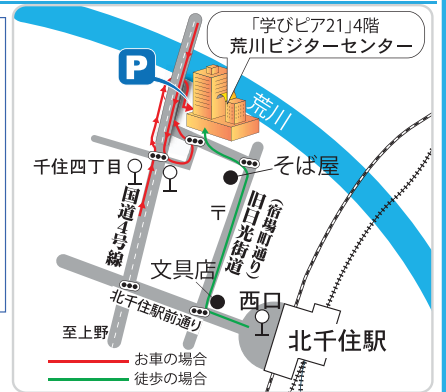 「学びピア21」4階
荒川ビジターセンター
P
荒川
千住四丁目
そば屋
国道4号線
〒
(宿場町通り)
旧日光街道
文具店
西口
北千住駅前通り
北千住駅
至上野
お車の場合
徒歩の場合